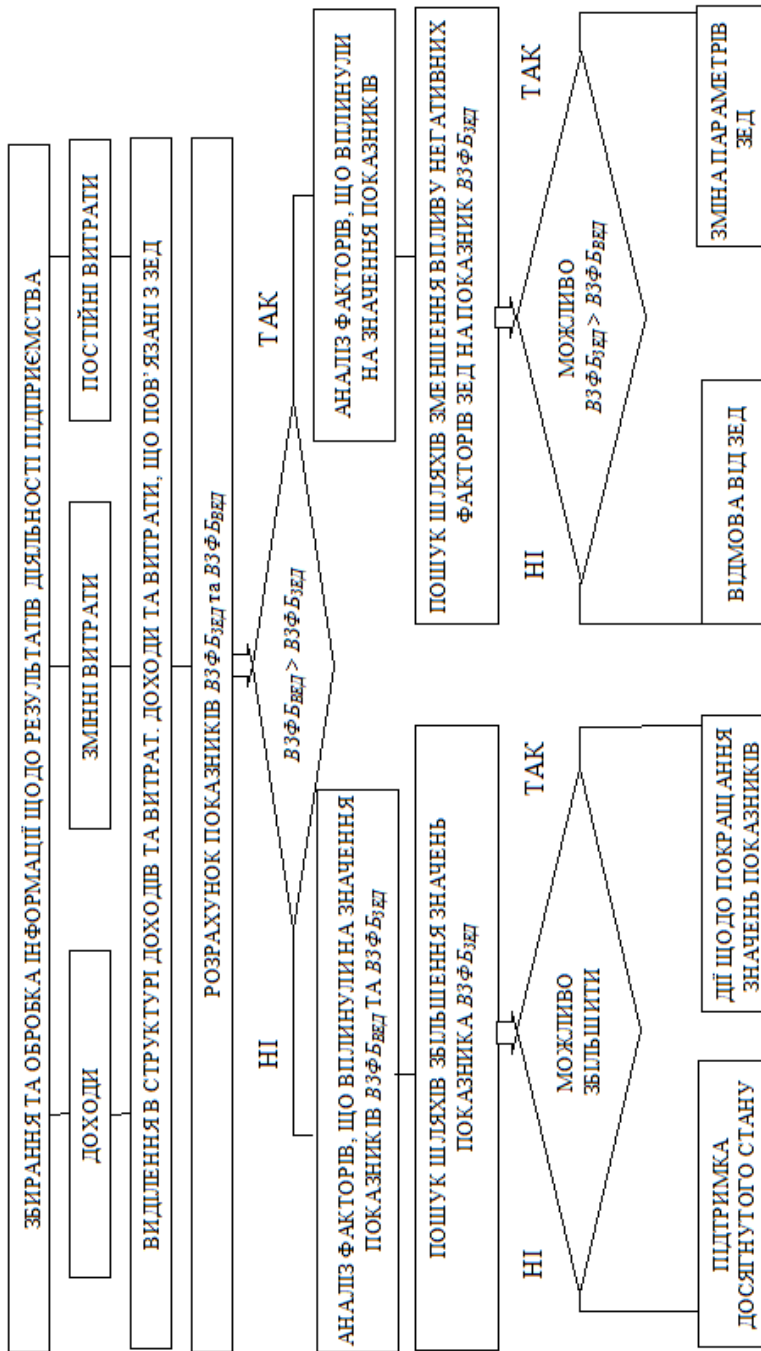 ЗБИРАННЯ ТА ОБРОБКА ІНФОРМАЦІЇ ЩОДО РЕЗУЛЬТАТІВ ДІЯЛЬНОСТІ ПІДПРИЄМСТВА
ДОХОДИ
ЗМІННІ ВИТРАТИ
ПОСТІЙНІ ВИТРАТИ
ВИДІЛЕННЯ В СТРУКТУРІ ДОХОДІВ ТА ВИТРАТ. ДОХОДИ ТА ВИТРАТИ, ЩО ПОВ'ЯЗАНІ З ЗЕД
РОЗРАХУНОК ПОКАЗНИКІВ ВЗФБЗЕД та ВЗФБВЕД
НІ
ВЗФБВЕД > ВЗФБЗЕД
ТАК
АНАЛІЗ ФАКТОРІВ, ЩО ВПЛИНУЛИ НА ЗНАЧЕННЯ
ПОКАЗНИКІВ ВЗФБВЕД ТА ВЗФБЗЕД
АНАЛІЗ ФАКТОРІВ, ЩО ВПЛИНУЛИ
НА ЗНАЧЕННЯ ПОКАЗНИКІВ
ПОШУК ШЛЯХІВ ЗБІЛЬШЕННЯ ЗНАЧЕНЬ
ПОКАЗНИКА ВЗФБЗЕД
ПОШУК ШЛЯХІВ ЗМЕНШЕННЯ ВПЛИВУ НЕГАТИВНИХ
ФАКТОРІВ ЗЕД НА ПОКАЗНИК ВЗФБЗЕД
НІ
МОЖЛИВО
ЗБІЛЬШИТИ
ТАК
НІ
МОЖЛИВО
ВЗФБЗЕД > ВЗФБВЕД
ТАК
ПІДТРИМКА
ДОСЯГНУТОГО СТАНУ
ДІЇ ЩОДО ПОКРАЩАННЯ
ЗНАЧЕНЬ ПОКАЗНИКІВ
ВІДМОВА ВІД ЗЕД
ЗМІНА ПАРАМЕТРІВ
ЗЕД